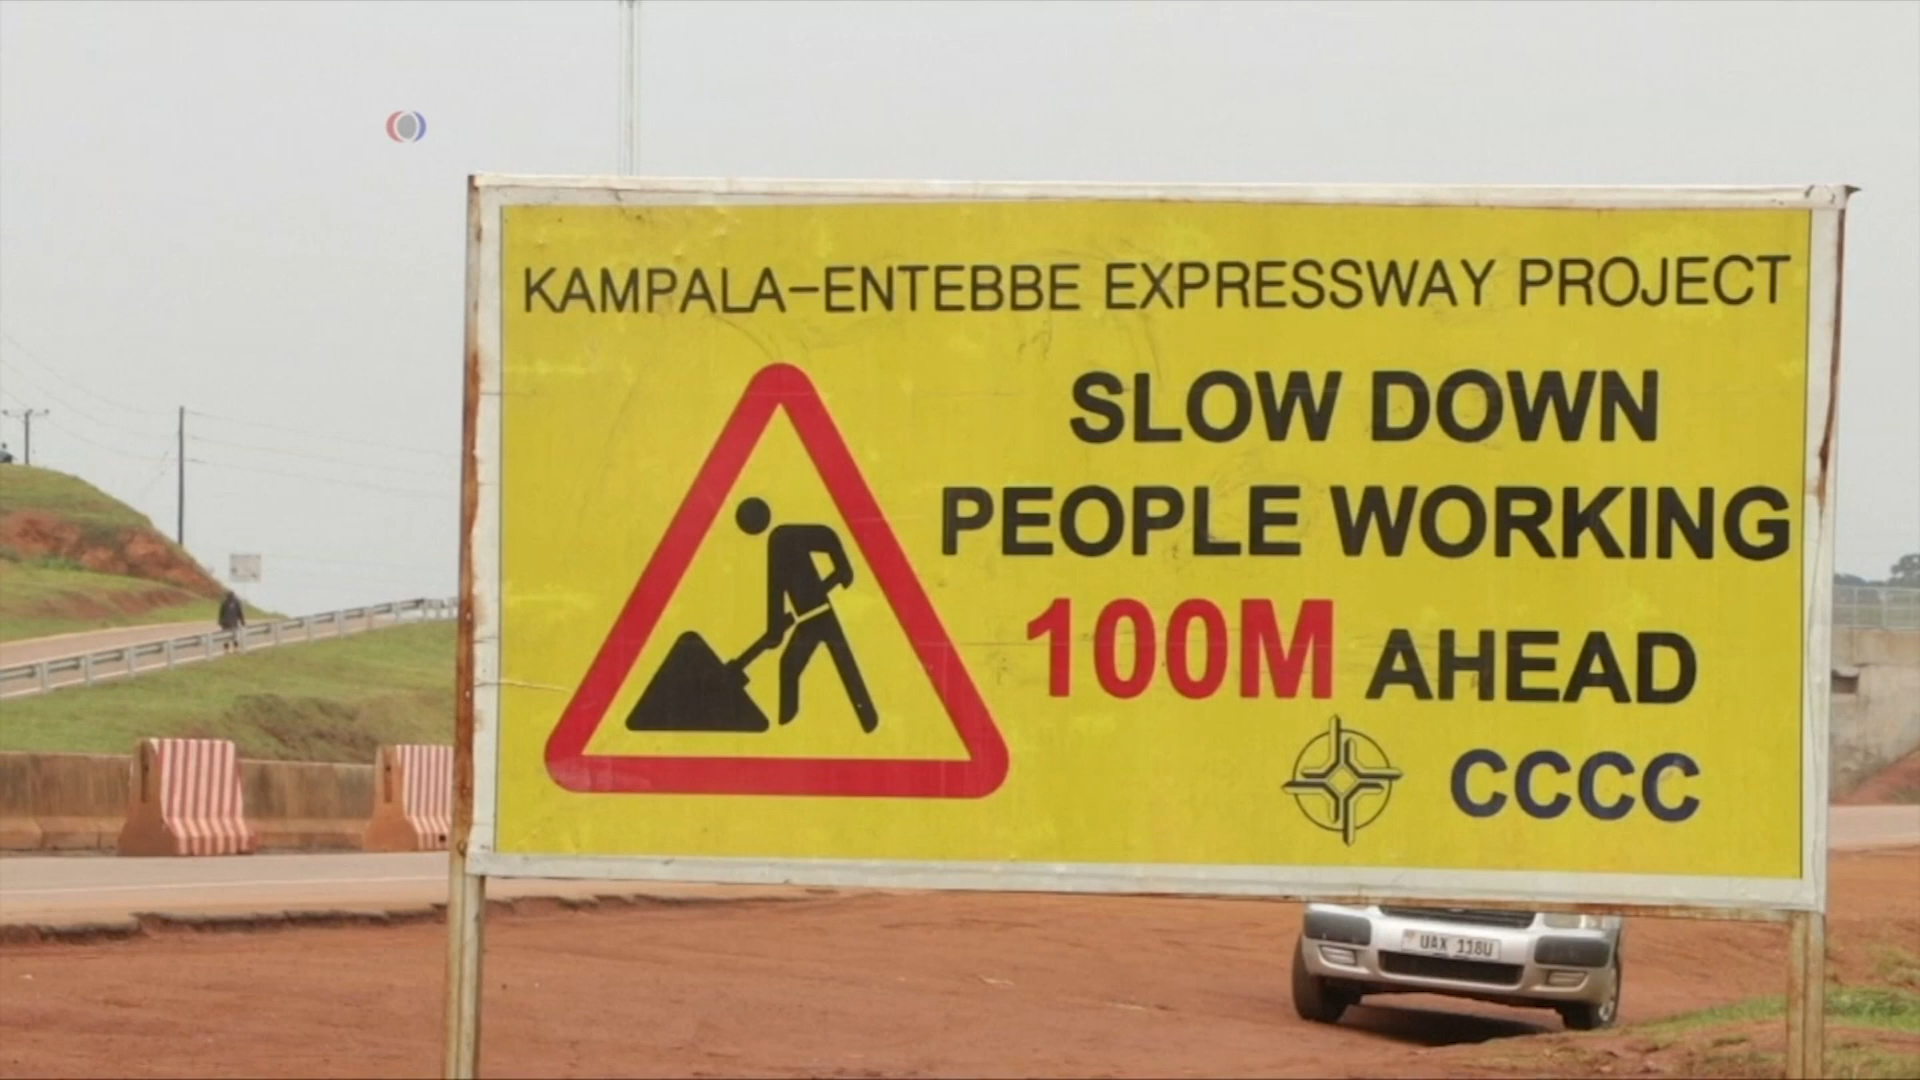 KAMPALA-ENTEBBE EXPRESSWAY PROJECT
SLOW DOWN
PEOPLE WORKING
100M AHEAD
CCCC
UAX 118U